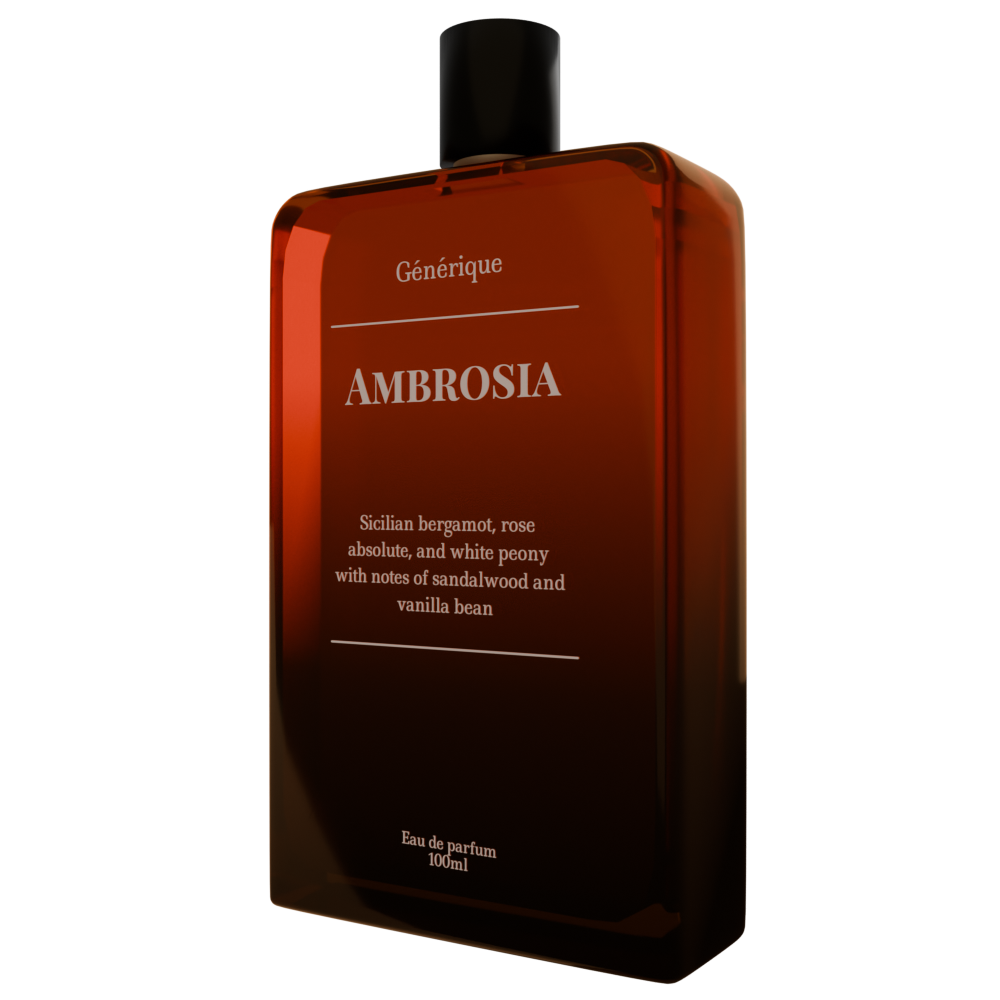 Générique
AMBROSIA
Sicilian bergamot, rose
absolute, and white peony
with notes of sandalwood and
vanilla bean
Eau de parfum
100ml